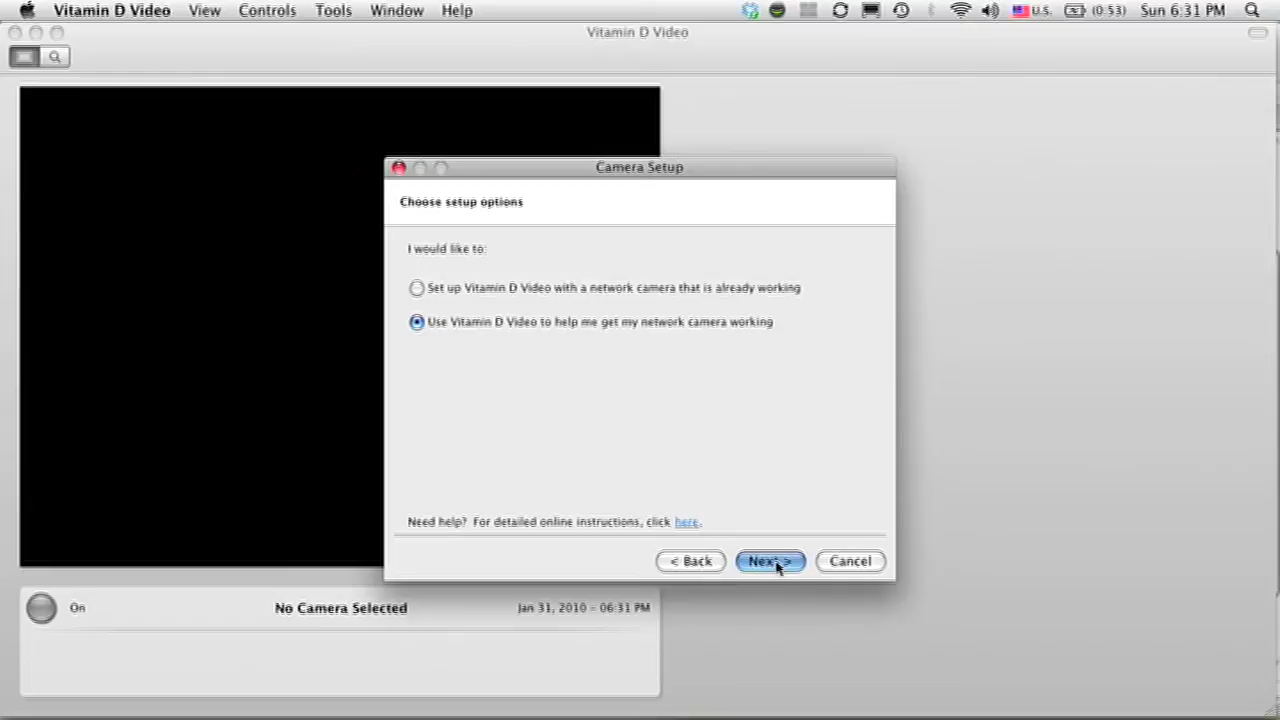 Vitamin D Video View Controls Tools Window Help U.S. (0:53) Sun 6:31 PM
Vitamin D Video
Camera Setup
Choose setup options
I would like to:
Set up Vitamin D Video with a network camera that is already working
Use Vitamin D Video to help me get my network camera working
Need help? For detailed online instructions, click here.
< Back Next > Cancel
On No Camera Selected Jan 31, 2010 - 06:31 PM